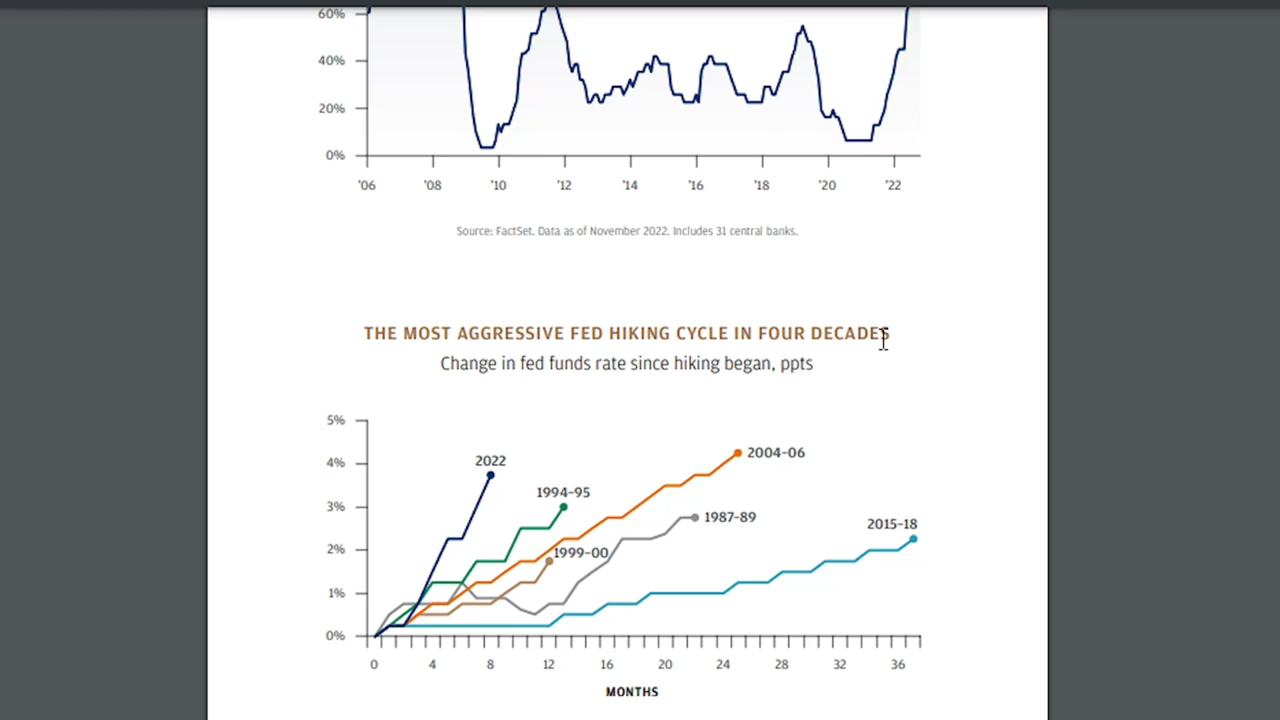 60%
40%
20%
0%
'06 '08 '10 '12 '14 '16 '18 '20 '22
Source: FactSet. Data as of November 2022. Includes 31 central banks.
THE MOST AGGRESSIVE FED HIKING CYCLE IN FOUR DECADES
Change in fed funds rate since hiking began, ppts
5%
4%
3%
2%
1%
0%
2022
1994-95
1999-00
2004-06
1987-89
2015-18
0 4 8 12 16 20 24 28 32 36
MONTHS